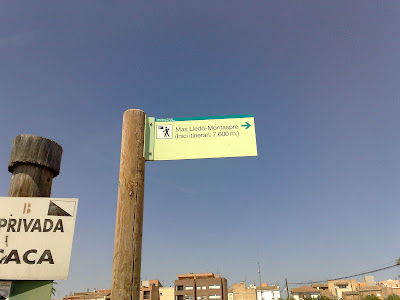 Mas Lledó-Montaspre
(Inici itinerari; 7.600 m.)
B
PRIVADA
CACA